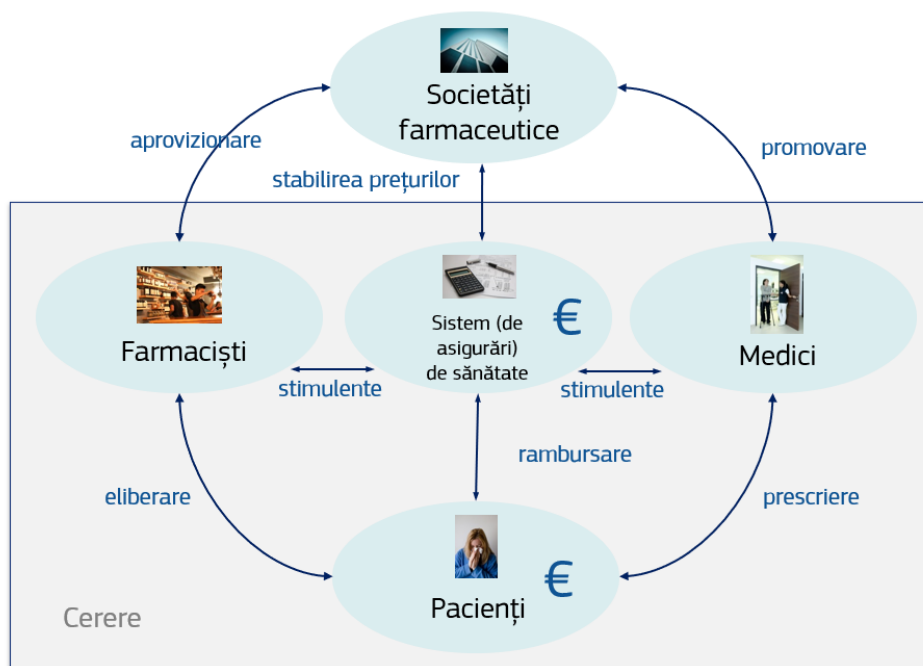 Societăți
farmaceutice
aprovizionare
promovare
stabilirea prețurilor
Farmaciști
Sistem (de
asigurări)
de sănătate
€
Medici
stimulente
stimulente
rambursare
eliberare
prescriere
Pacienți
€
Cerere